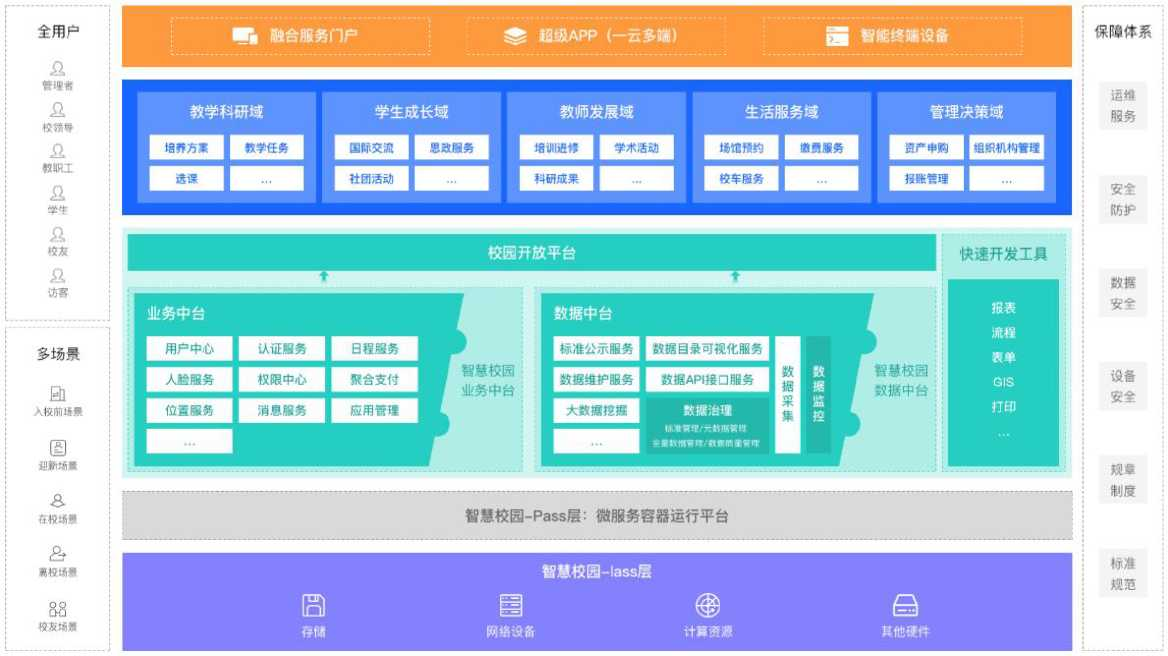 全用户
管理者
校领导
教职工
学生
校友
访客
多场景
入校前场景
迎新场景
在校场景
离校场景
校友场景
融合服务门户
超级APP（一云多端）
智能终端设备
教学科研域
培养方案
教学任务
选课
...
学生成长域
国际交流
思政服务
社团活动
...
教师发展域
培训进修
学术活动
科研成果
...
生活服务域
场馆预约
缴费服务
校车服务
...
管理决策域
资产申购
组织机构管理
报账管理
...
校园开放平台
业务中台
用户中心
认证服务
日程服务
人脸服务
权限中心
聚合支付
位置服务
消息服务
应用管理
...
智慧校园
业务中台
数据中台
标准公示服务
数据目录可视化服务
数据维护服务
数据API接口服务
大数据挖掘
...
数据治理
标准管理/元数据管理
全量数据管理/数据质量管理
数据采集
数据监控
智慧校园
数据中台
快速开发工具
报表
流程
表单
GIS
打印
...
智慧校园-Pass层：微服务容器运行平台
智慧校园-Iass层
存储
网络设备
计算资源
其他硬件
保障体系
运维
服务
安全
防护
数据
安全
设备
安全
规章
制度
标准
规范